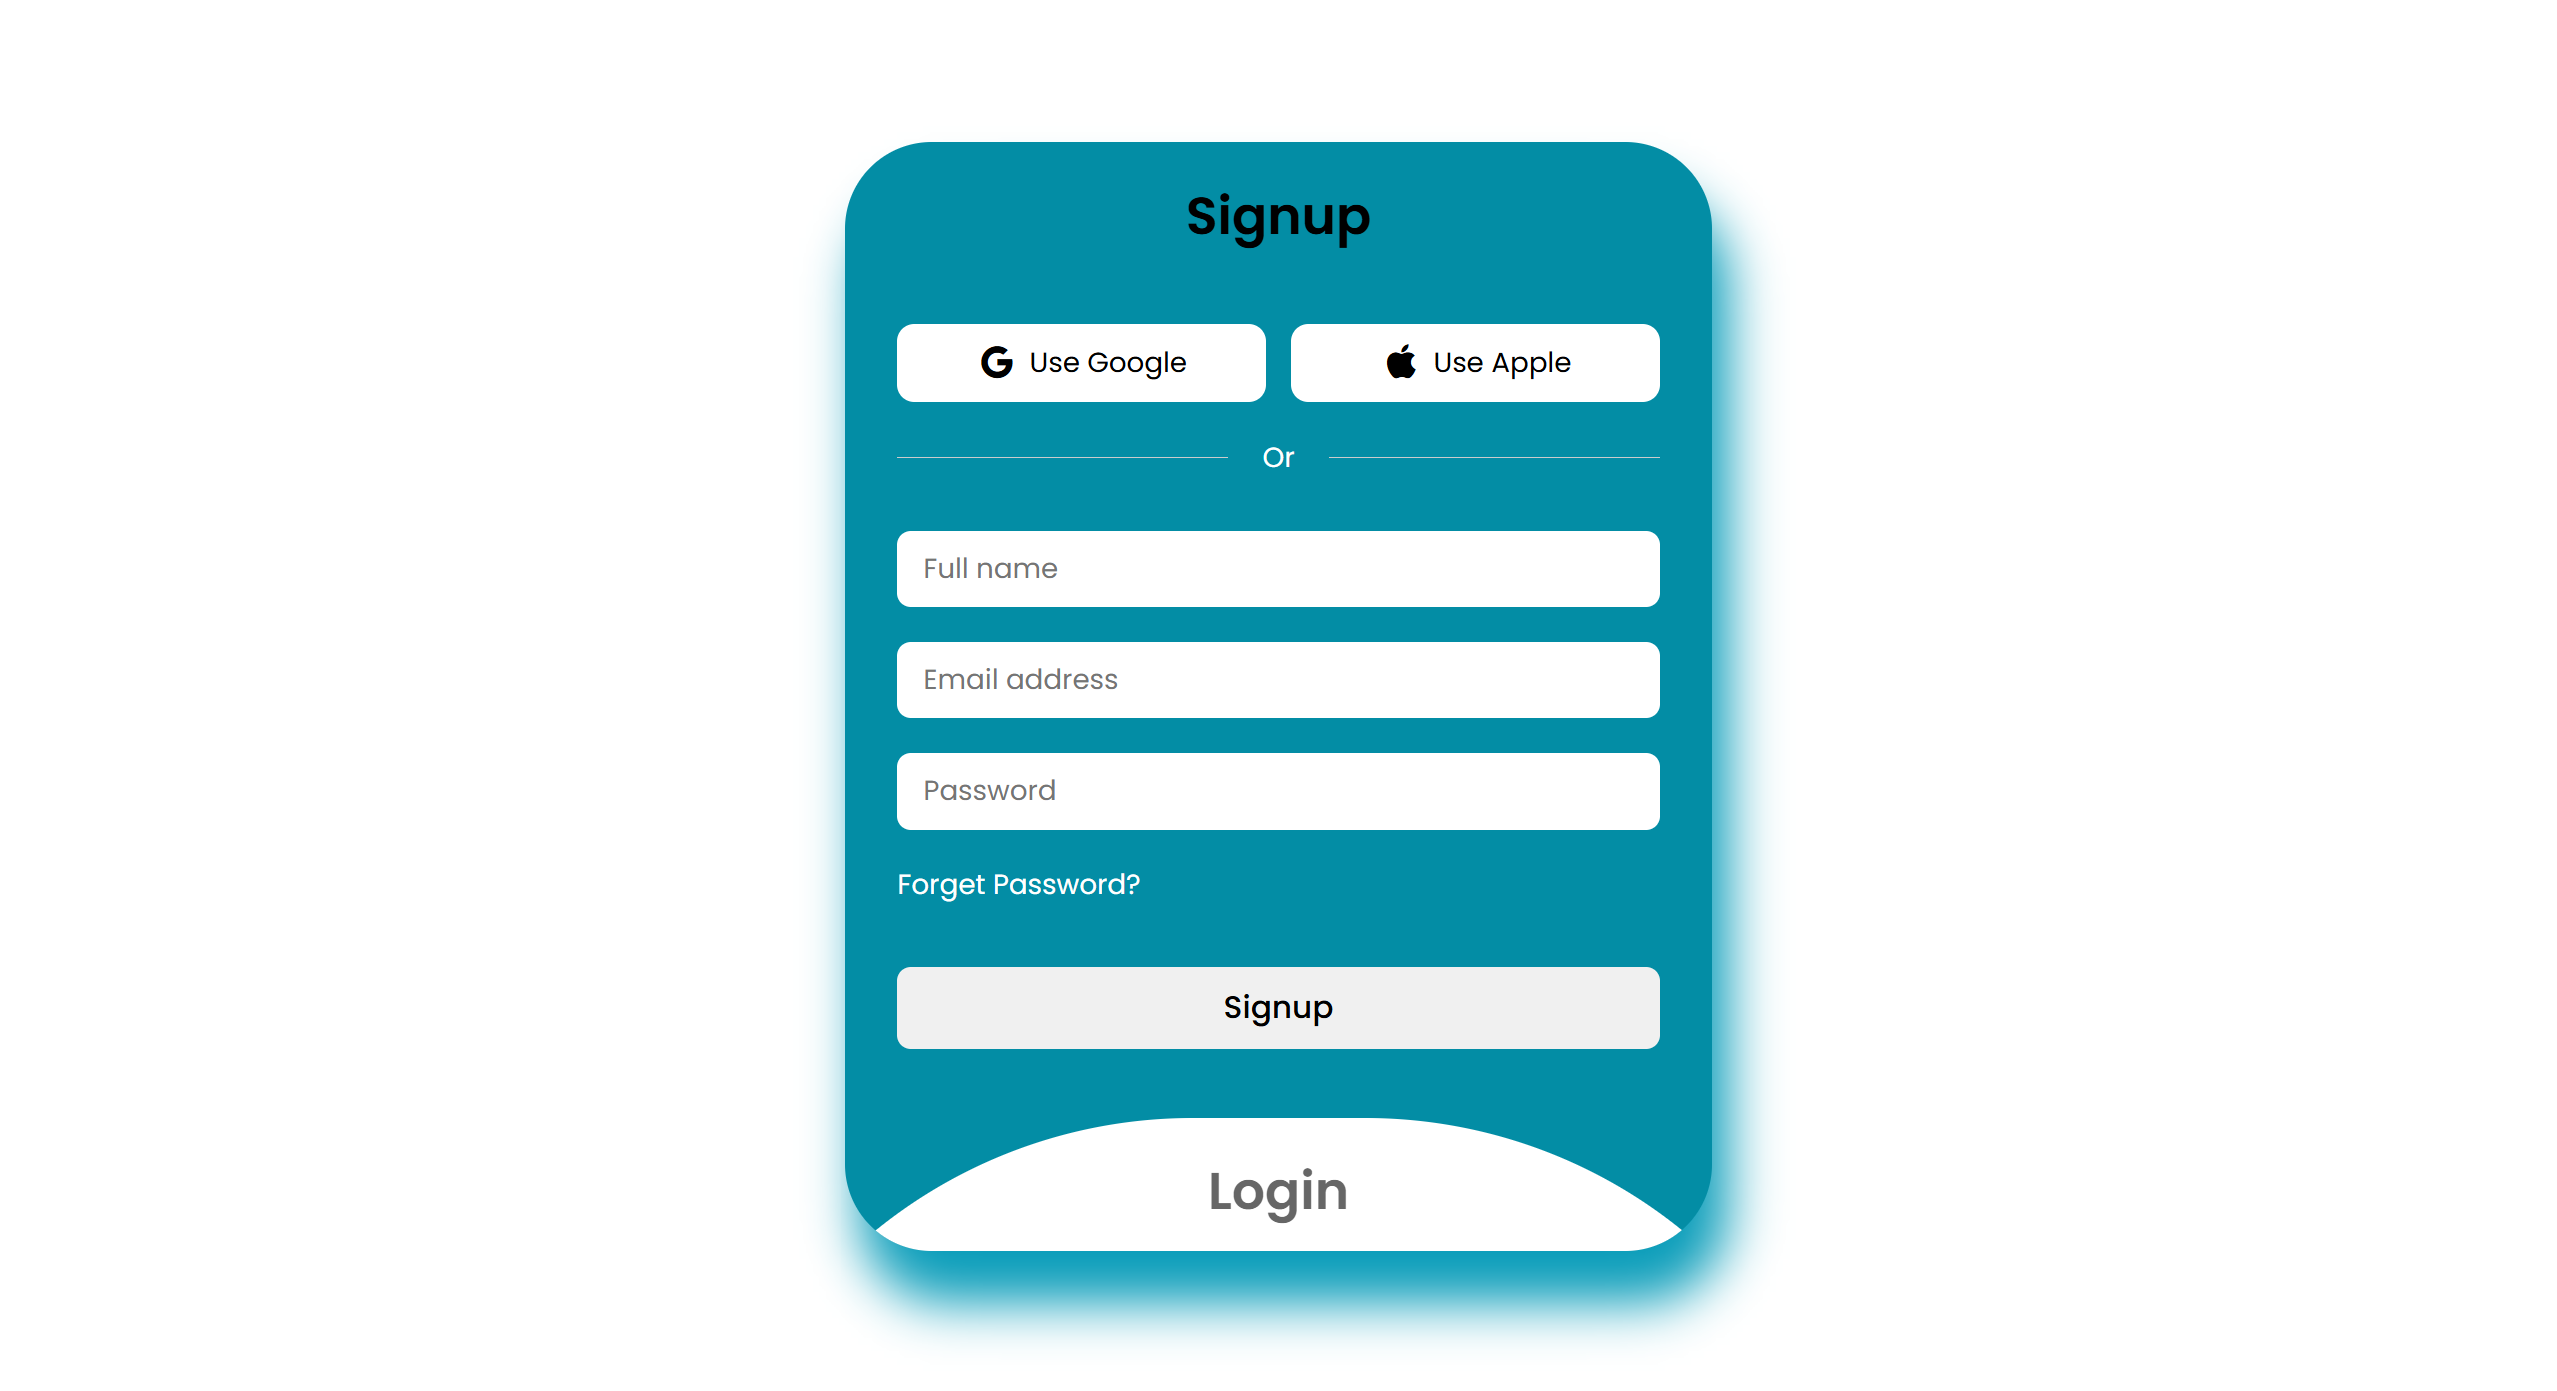 Signup
Use Google
Use Apple
Or
Full name
Email address
Password
Forget Password?
Signup
Login